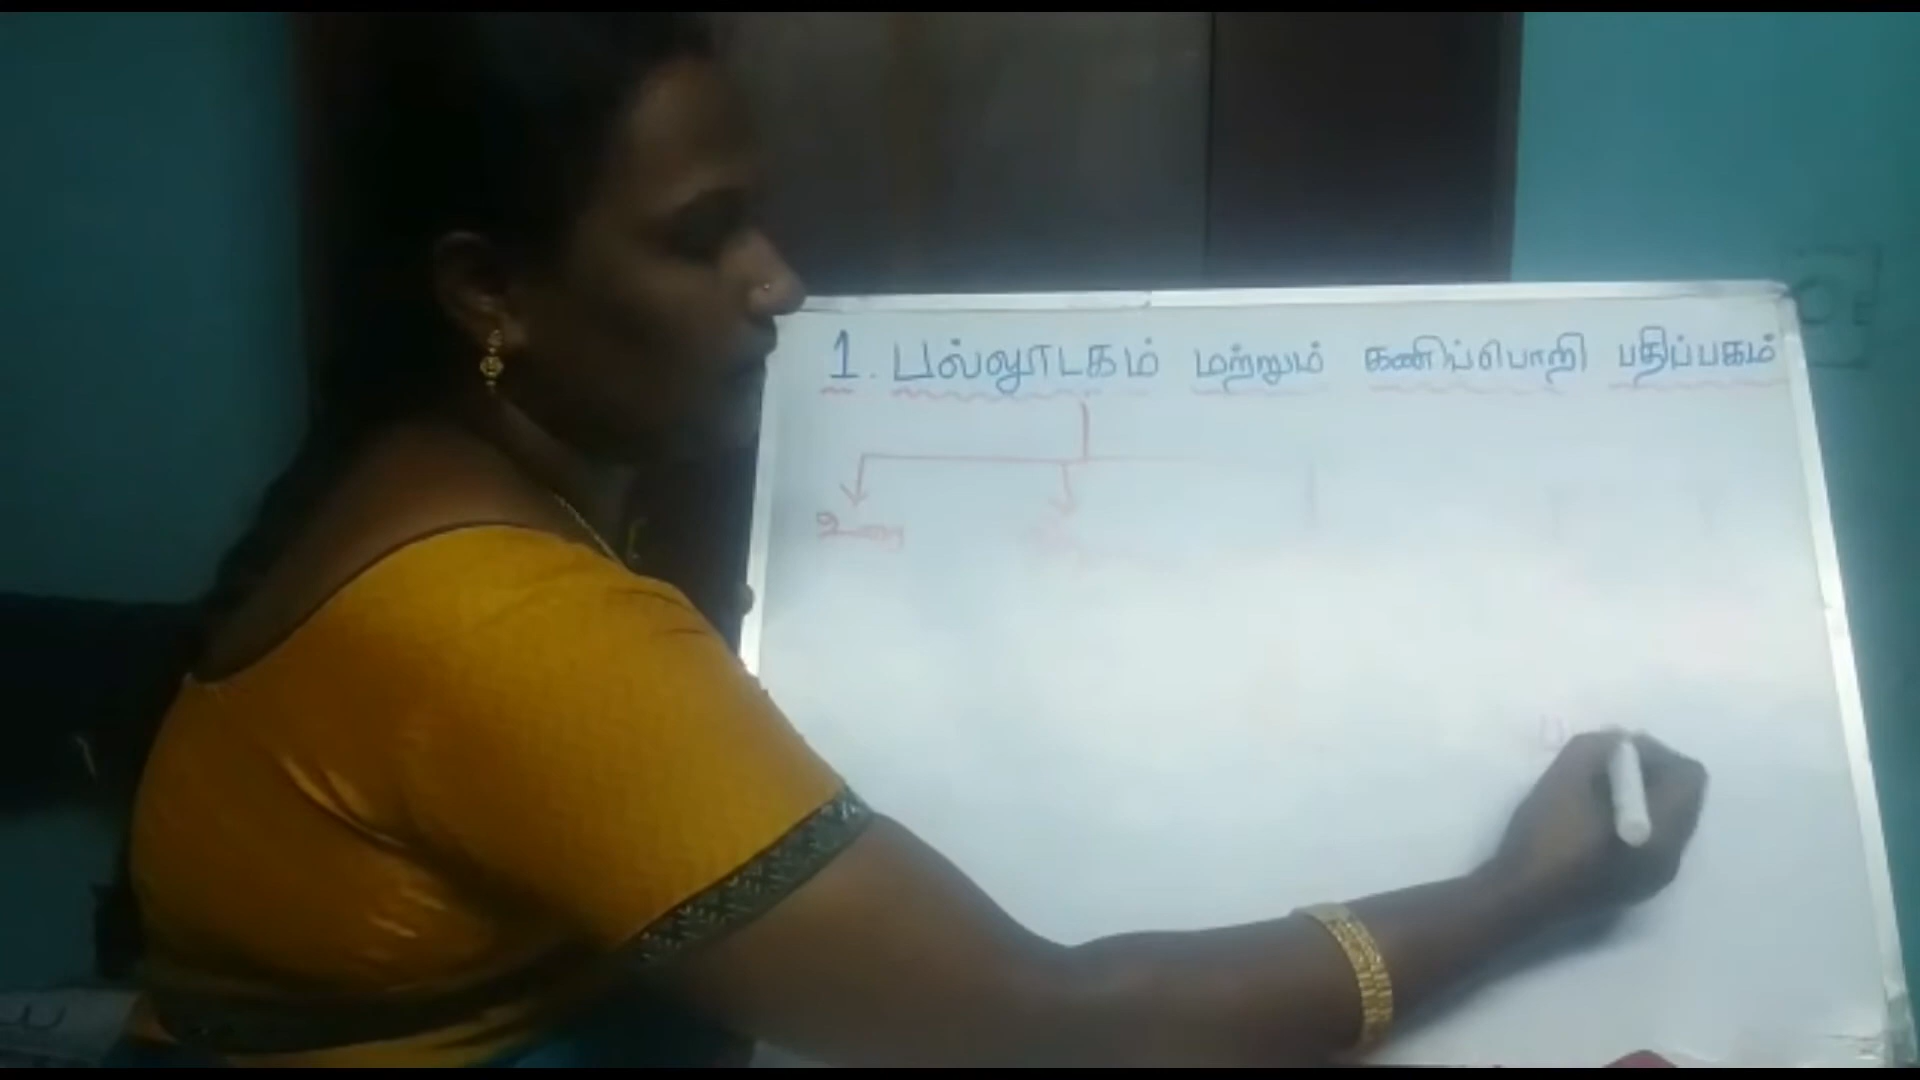 1. பல்லூடகம் மற்றும் கணிப்பொறி பதிப்பகம்
உரை